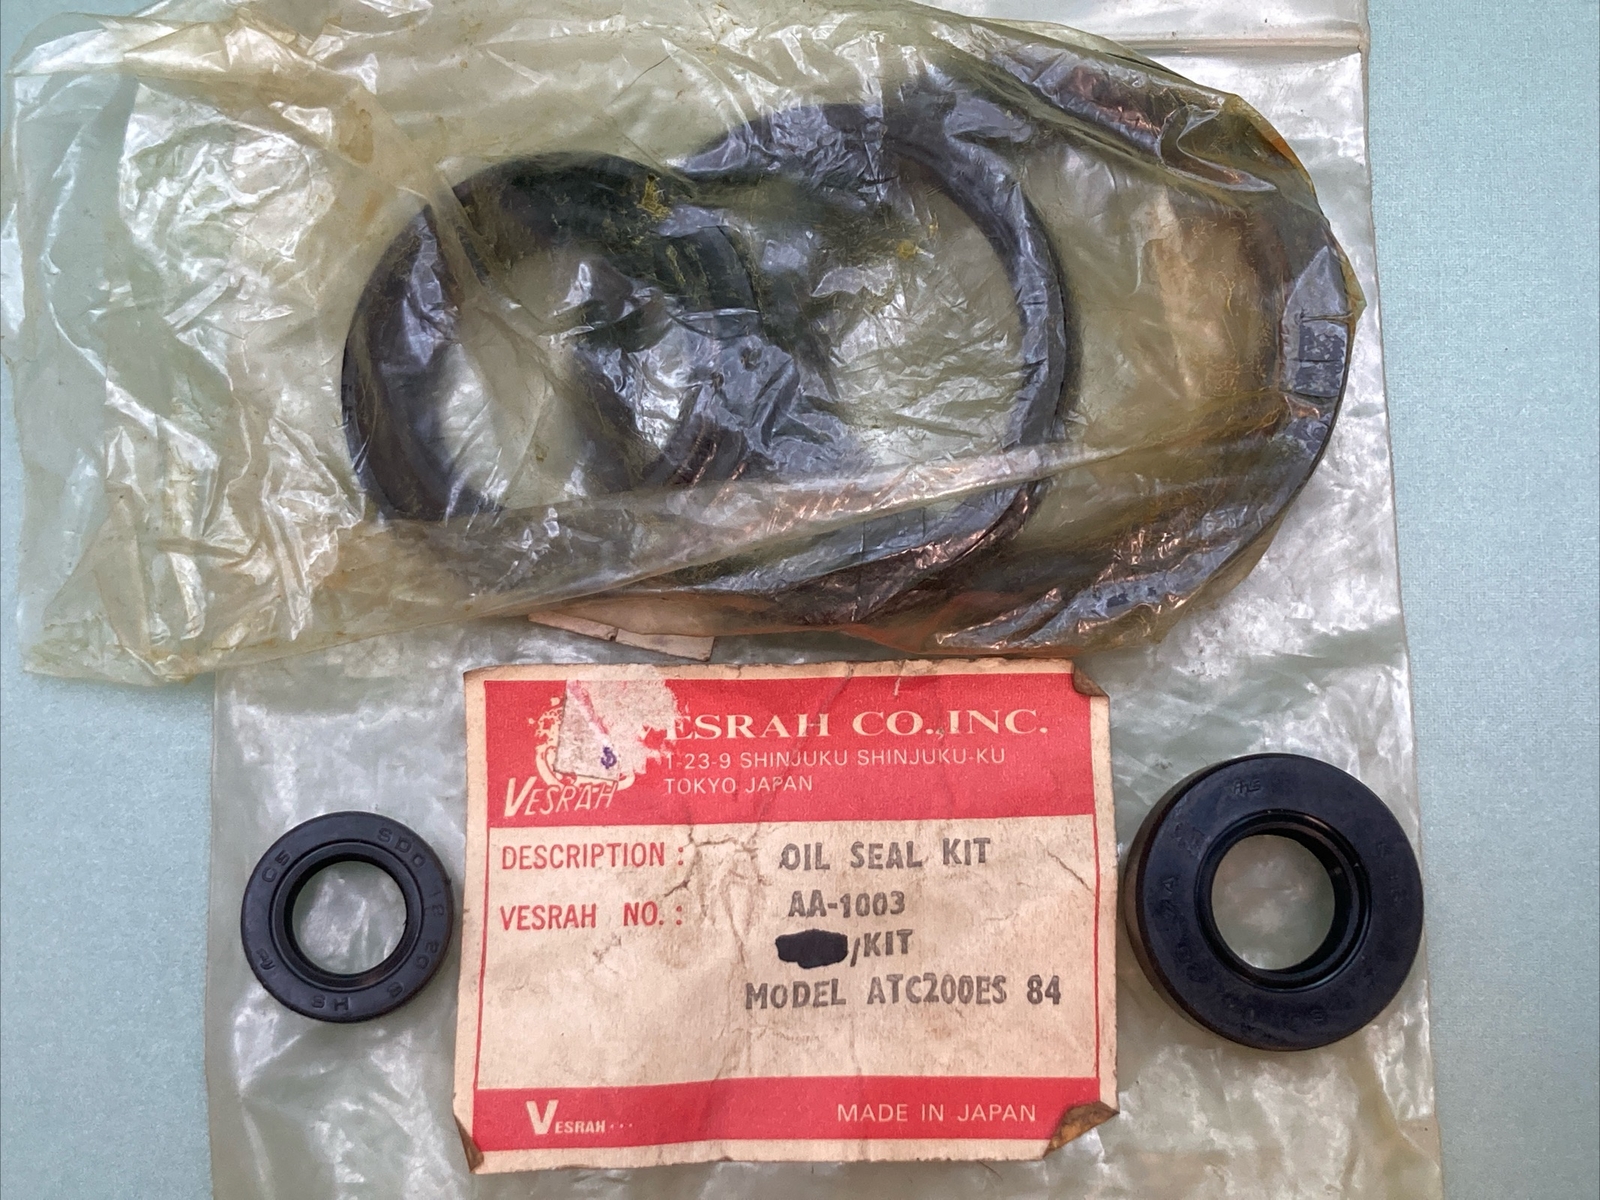 ESRAH CO.,INC.
1-23-9 SHINJUKU SHINJUKU-KU
TOKYO JAPAN
VESRAH
DESCRIPTION : OIL SEAL KIT
VESRAH NO. : AA-1003
/KIT
MODEL ATC200ES 84
VESRAH...
MADE IN JAPAN
HS